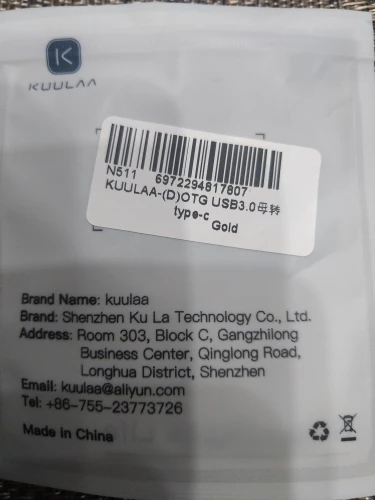 K
KUULAA
N511 6972294817807
KUULAA-(D)OTG USB3.0母转
type-c
Gold
Brand Name: kuulaa
Brand: Shenzhen Ku La Technology Co., Ltd.
Address: Room 303, Block C, Gangzhilong
Business Center, Qinglong Road,
Longhua District, Shenzhen
Email: kuulaa@aliyun.com
Tel: +86-755-23773726
Made in China